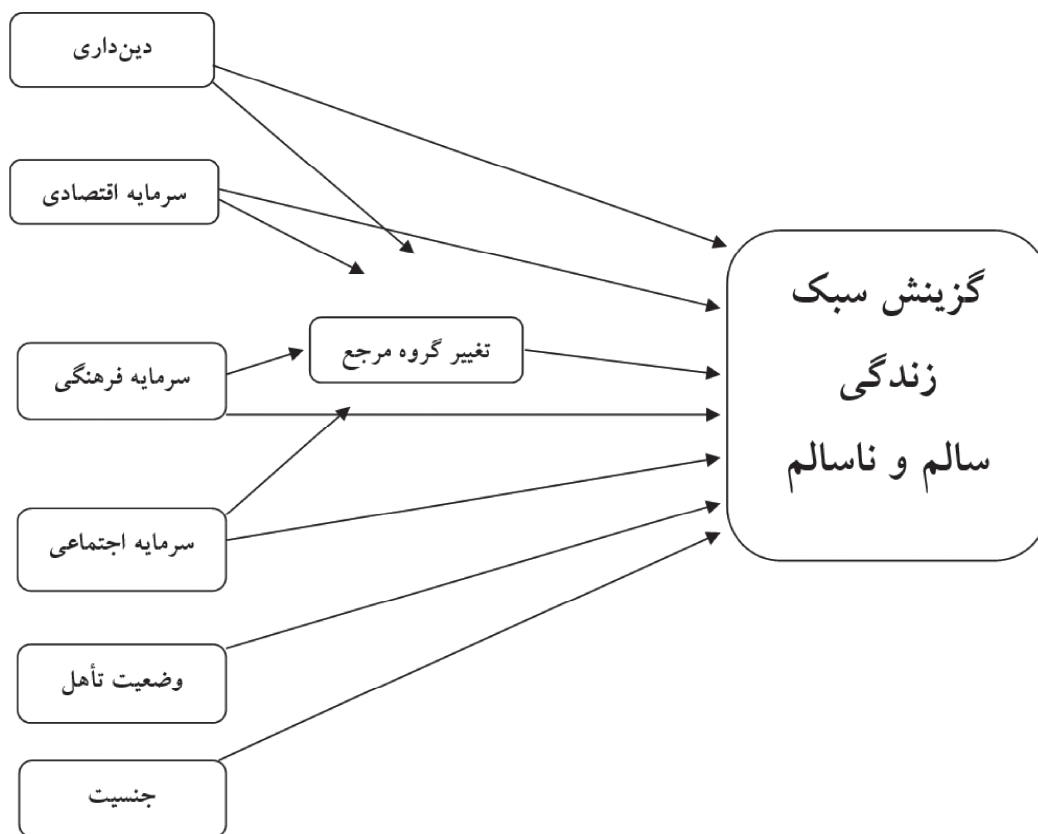 دین‌داری
سرمایه اقتصادی
سرمایه فرهنگی
سرمایه اجتماعی
وضعیت تأهل
جنسیت
تغییر گروه مرجع
گزینش سبک
زندگی
سالم و ناسالم